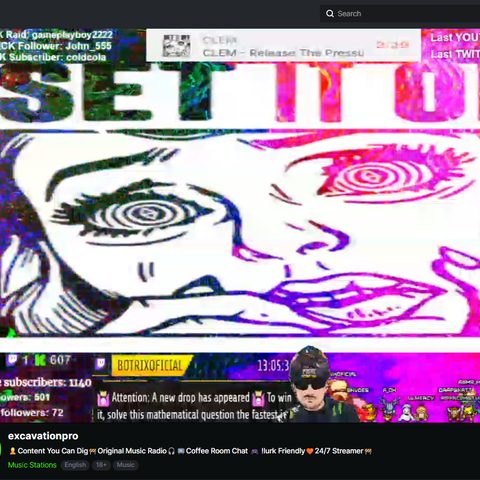 Search
K Raid: gameplayboy2222
CK Follower: John_555
K Subscriber: coldcola
CLEM
CLEM - Release The Pressu
3:29
Last YOU
Last TWIT
SET IT O
1 K 607
BOTRIXOFICIAL
13:05:3
subscribers: 1140
owers: 501
followers: 72
Attention: A new drop has appeared To win
it, solve this mathematical question the fastest
excavationpro
Content You Can Dig Original Music Radio Coffee Room Chat !lurk Friendly 24/7 Streamer
Music Stations English 18+ Music